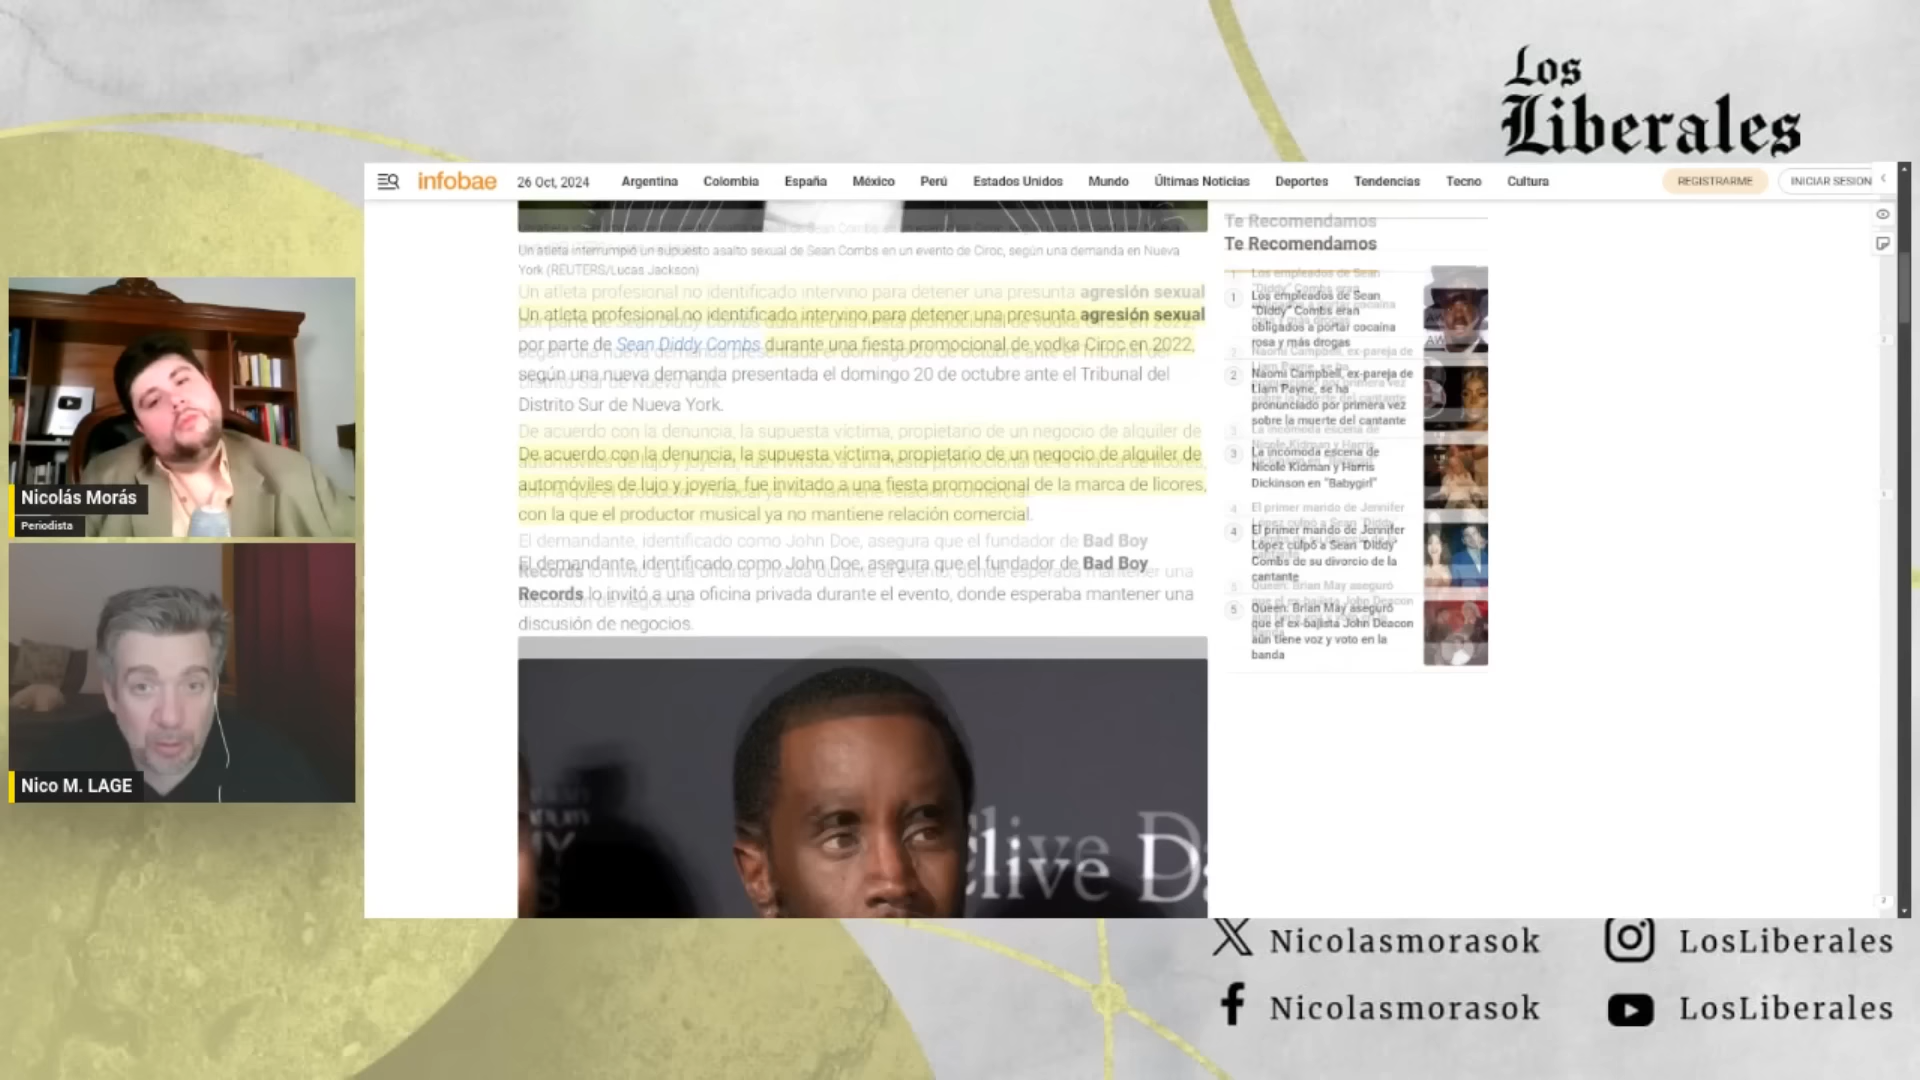 Los
Liberales
infobae
26 Oct, 2024
Argentina
Colombia
España
México
Perú
Estados Unidos
Mundo
Últimas Noticias
Deportes
Tendencias
Tecno
Cultura
REGISTRARME
INICIAR SESION
Un atleta interrumpió un supuesto asalto sexual de Sean Combs en un evento de Ciroc, según una demanda en Nueva
York (REUTERS/Lucas Jackson)
Un atleta profesional no identificado intervino para detener una presunta agresión sexual
por parte de Sean Diddy Combs durante una fiesta promocional de vodka Ciroc en 2022,
según una nueva demanda presentada el domingo 20 de octubre ante el Tribunal del
Distrito Sur de Nueva York.
De acuerdo con la denuncia, la supuesta víctima, propietario de un negocio de alquiler de
automóviles de lujo y joyería, fue invitado a una fiesta promocional de la marca de licores,
con la que el productor musical ya no mantiene relación comercial.
El demandante, identificado como John Doe, asegura que el fundador de Bad Boy
Records lo invitó a una oficina privada durante el evento, donde esperaba mantener una
discusión de negocios.
Te Recomendamos
1
Los empleados de Sean
"Diddy" Combs eran
obligados a portar cocaína
rosa y más drogas
2
Naomi Campbell, ex-pareja de
Liam Payne, se ha
pronunciado por primera vez
sobre la muerte del cantante
3
La incómoda escena de
Nicole Kidman y Harris
Dickinson en "Babygirl"
4
El primer marido de Jennifer
López culpó a Sean "Diddy"
Combs de su divorcio de la
cantante
5
Queen: Brian May aseguró
que el ex-bajista John Deacon
aún tiene voz y voto en la
banda
Nicolás Morás
Periodista
Nico M. LAGE
Nicolasmorasok
LosLiberales
Nicolasmorasok
LosLiberales